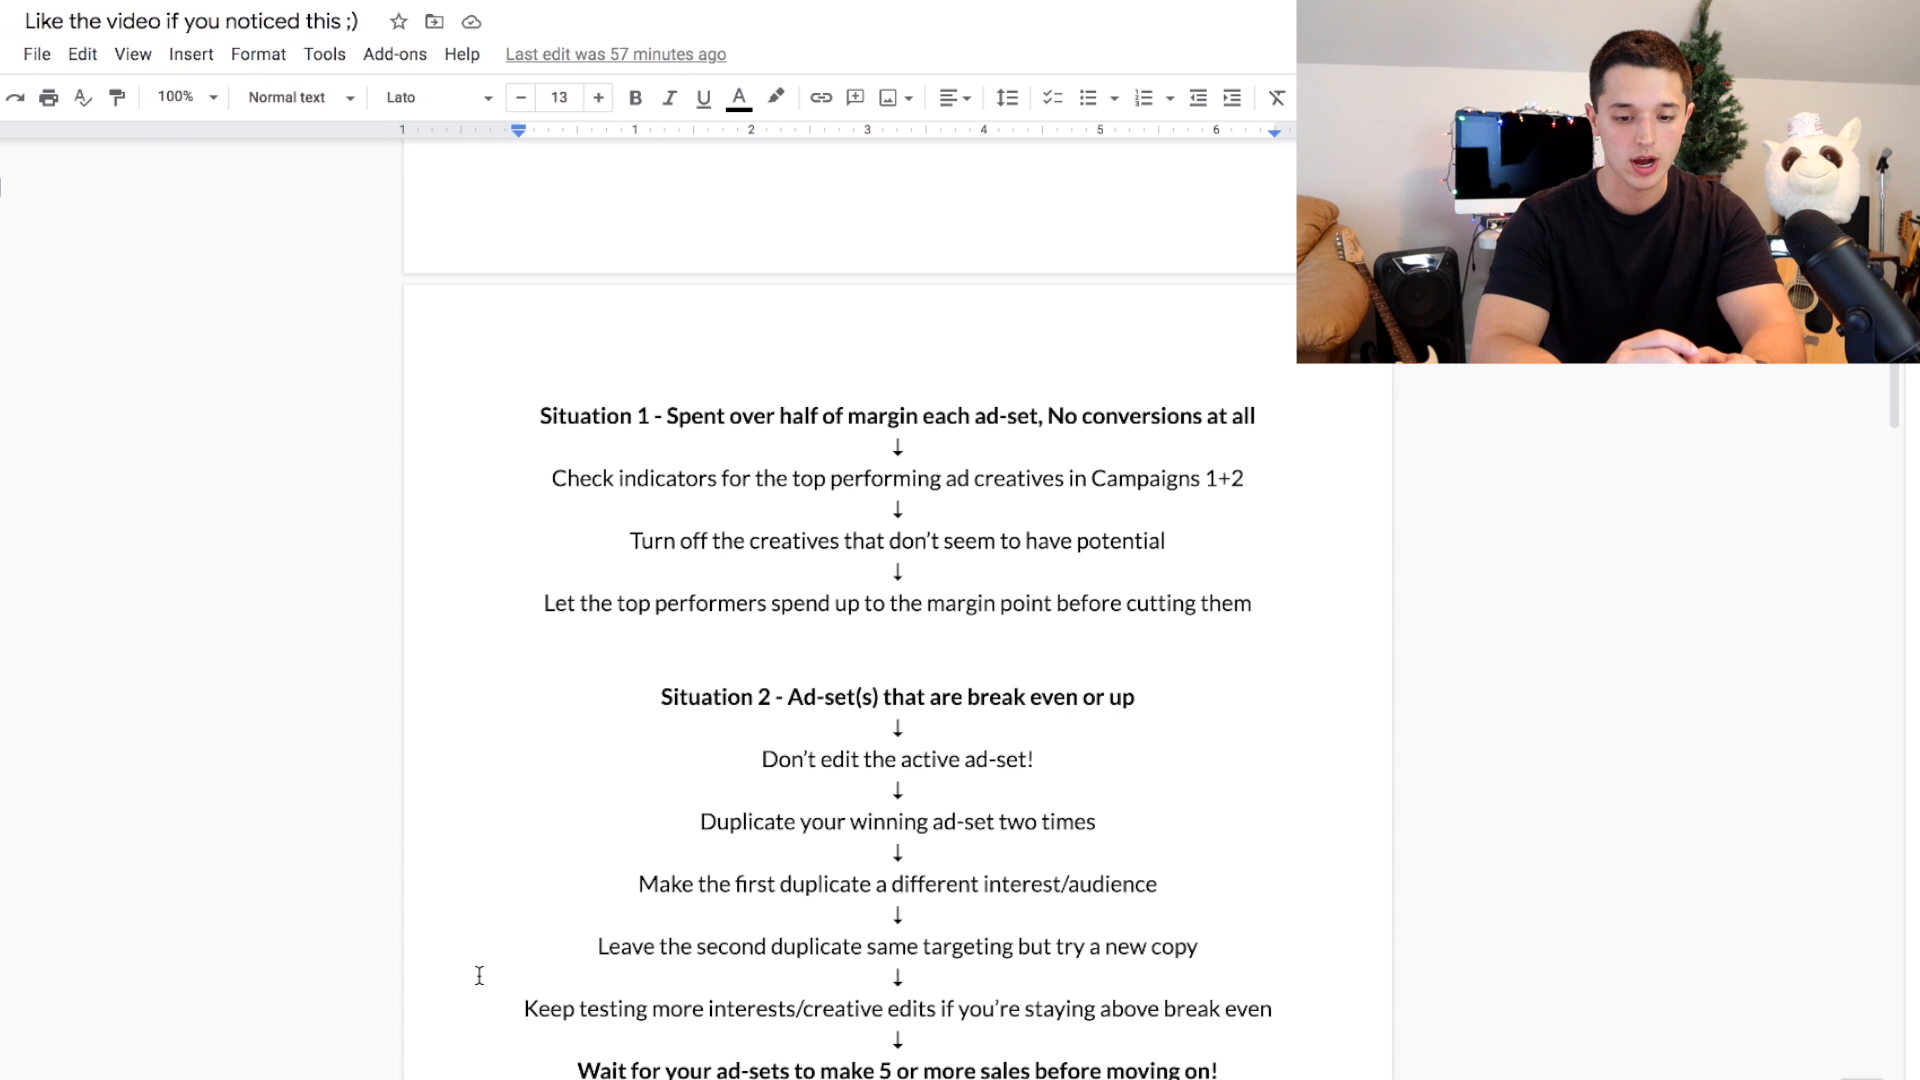 Like the video if you noticed this ;)
File Edit View Insert Format Tools Add-ons Help Last edit was 57 minutes ago
100% Normal text Lato 13 B I U A
1 1 2 3 4 5 6
Situation 1 - Spent over half of margin each ad-set, No conversions at all
↓
Check indicators for the top performing ad creatives in Campaigns 1+2
↓
Turn off the creatives that don’t seem to have potential
↓
Let the top performers spend up to the margin point before cutting them
Situation 2 - Ad-set(s) that are break even or up
↓
Don’t edit the active ad-set!
↓
Duplicate your winning ad-set two times
↓
Make the first duplicate a different interest/audience
↓
Leave the second duplicate same targeting but try a new copy
↓
Keep testing more interests/creative edits if you’re staying above break even
↓
Wait for your ad-sets to make 5 or more sales before moving on!